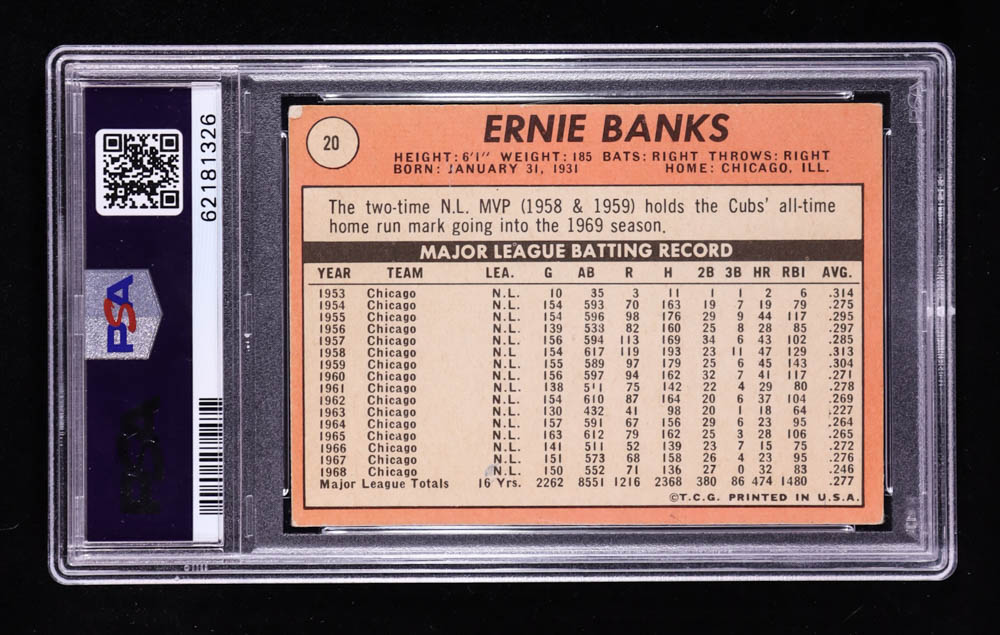 62181326
PSA
PSA
20
ERNIE BANKS
HEIGHT: 6'1" WEIGHT: 185 BATS: RIGHT THROWS: RIGHT
BORN: JANUARY 31, 1931 HOME: CHICAGO, ILL.
The two-time N.L. MVP (1958 & 1959) holds the Cubs' all-time
home run mark going into the 1969 season.
MAJOR LEAGUE BATTING RECORD
YEAR TEAM LEA. G AB R H 2B 3B HR RBI AVG.
1953 Chicago N.L. 10 35 3 11 1 1 2 6 .314
1954 Chicago N.L. 154 593 70 163 19 7 19 79 .275
1955 Chicago N.L. 154 596 98 176 29 9 44 117 .295
1956 Chicago N.L. 139 538 82 160 25 8 28 85 .297
1957 Chicago N.L. 156 594 113 169 34 6 43 102 .285
1958 Chicago N.L. 154 617 119 193 23 11 47 129 .313
1959 Chicago N.L. 155 589 97 179 25 6 45 143 .304
1960 Chicago N.L. 156 597 94 162 32 7 41 117 .271
1961 Chicago N.L. 138 511 75 142 22 4 29 80 .278
1962 Chicago N.L. 154 610 87 164 20 6 37 104 .269
1963 Chicago N.L. 130 432 41 98 20 1 18 64 .227
1964 Chicago N.L. 157 591 67 156 29 6 23 95 .264
1965 Chicago N.L. 163 612 79 162 25 3 28 106 .265
1966 Chicago N.L. 141 511 52 139 23 7 15 75 .272
1967 Chicago N.L. 151 573 68 158 26 4 23 95 .276
1968 Chicago N.L. 150 552 71 136 27 0 32 83 .246
Major League Totals 16 Yrs. 2262 8551 1216 2368 380 86 474 1480 .277
©T.C.G. PRINTED IN U.S.A.